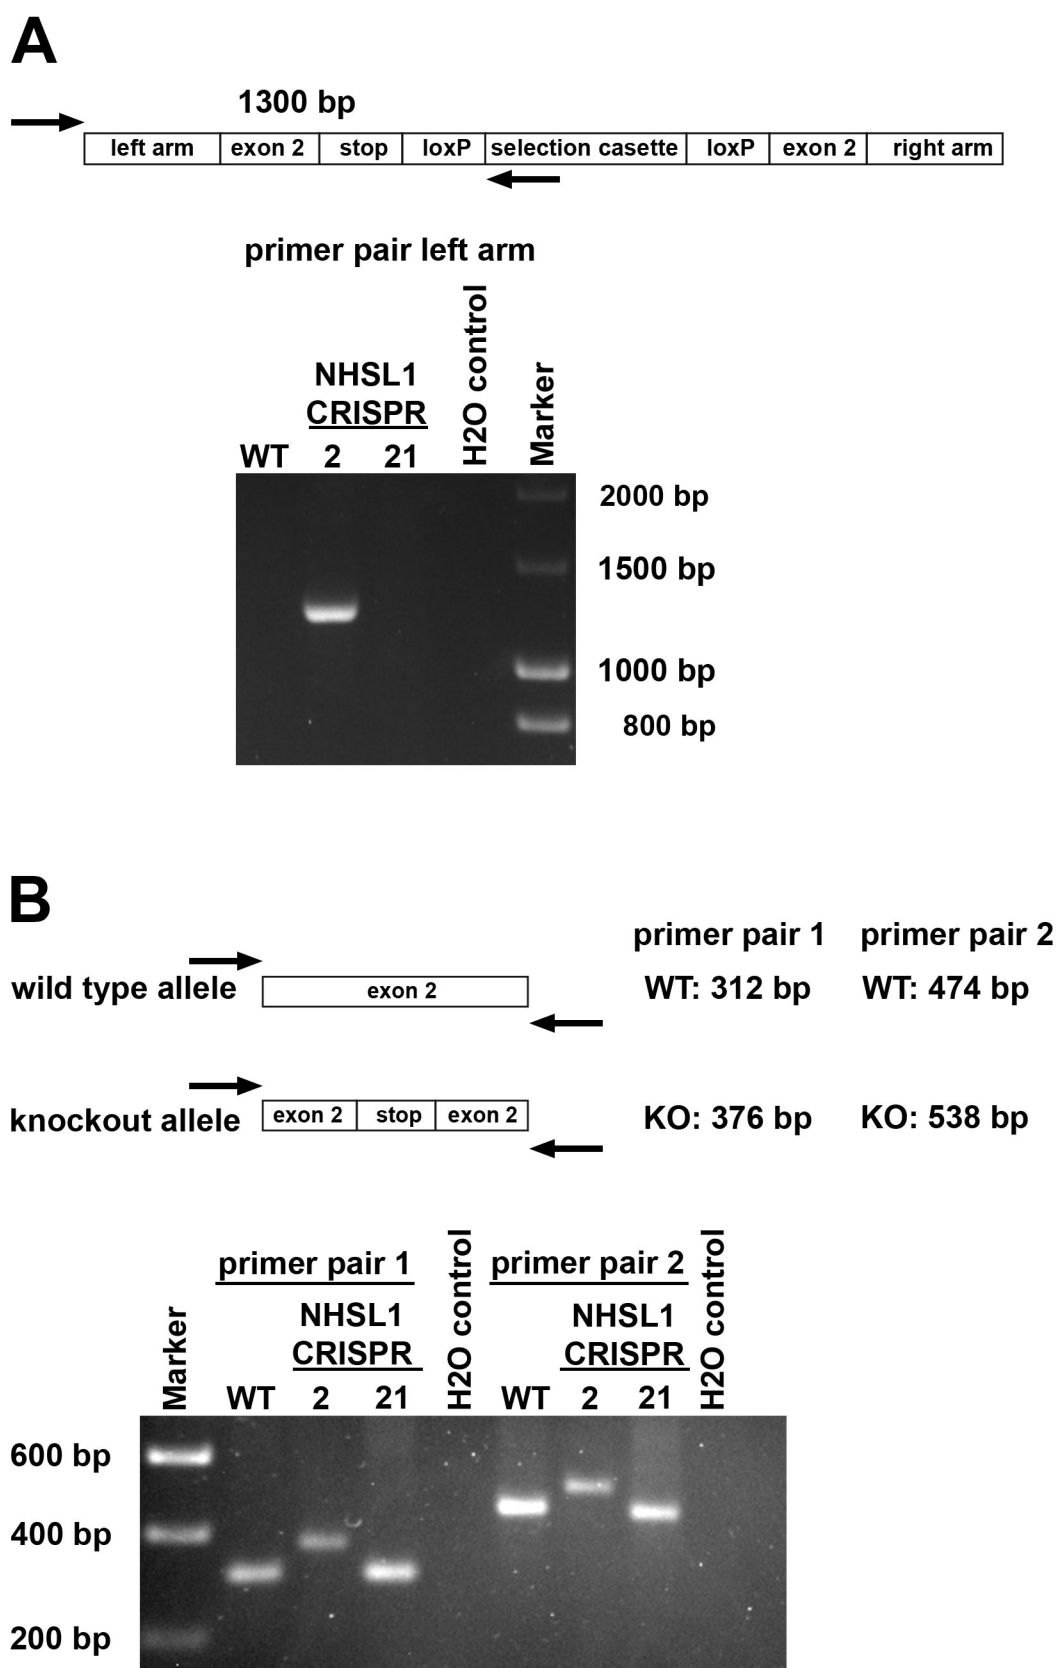 A
1300 bp
left arm exon 2 stop loxP selection casette loxP exon 2 right arm
primer pair left arm
NHSL1
CRISPR
WT 2 21 H2O control Marker
2000 bp
1500 bp
1000 bp
800 bp
B
primer pair 1 primer pair 2
wild type allele exon 2 WT: 312 bp WT: 474 bp
knockout allele exon 2 stop exon 2 KO: 376 bp KO: 538 bp
primer pair 1 primer pair 2
NHSL1 NHSL1
CRISPR CRISPR
Marker WT 2 21 H2O control WT 2 21 H2O control
600 bp
400 bp
200 bp